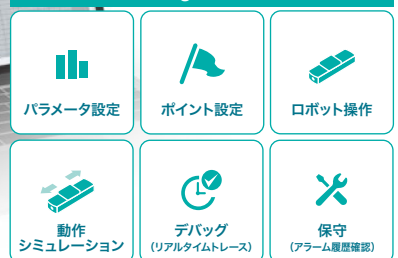 パラメータ設定
ポイント設定
ロボット操作
動作
シミュレーション
デバッグ
(リアルタイムトレース)
保守
(アラーム履歴確認)